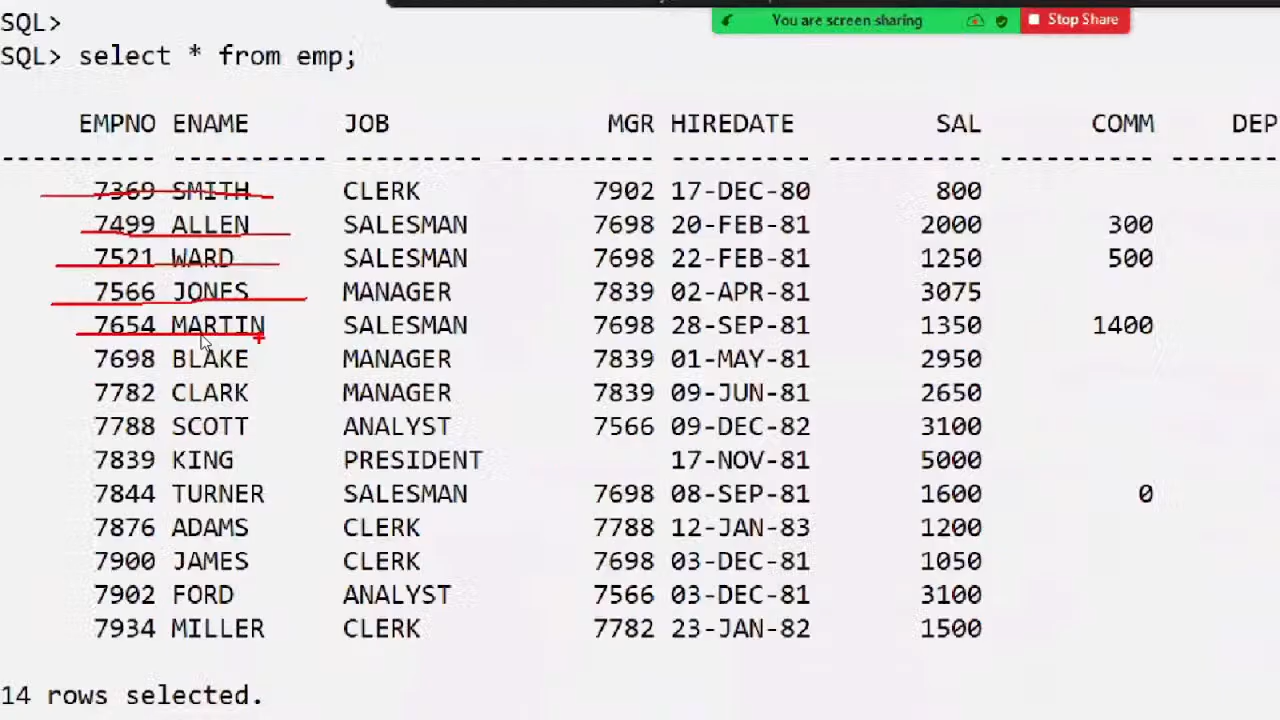 You are screen sharing Stop Share
SQL>
SQL> select * from emp;
EMPNO ENAME JOB MGR HIREDATE SAL COMM DEP
---------- ---------- --------- ---------- --------- ---------- ---------- -------
7369 SMITH CLERK 7902 17-DEC-80 800
7499 ALLEN SALESMAN 7698 20-FEB-81 2000 300
7521 WARD SALESMAN 7698 22-FEB-81 1250 500
7566 JONES MANAGER 7839 02-APR-81 3075
7654 MARTIN SALESMAN 7698 28-SEP-81 1350 1400
7698 BLAKE MANAGER 7839 01-MAY-81 2950
7782 CLARK MANAGER 7839 09-JUN-81 2650
7788 SCOTT ANALYST 7566 09-DEC-82 3100
7839 KING PRESIDENT 17-NOV-81 5000
7844 TURNER SALESMAN 7698 08-SEP-81 1600 0
7876 ADAMS CLERK 7788 12-JAN-83 1200
7900 JAMES CLERK 7698 03-DEC-81 1050
7902 FORD ANALYST 7566 03-DEC-81 3100
7934 MILLER CLERK 7782 23-JAN-82 1500
14 rows selected.